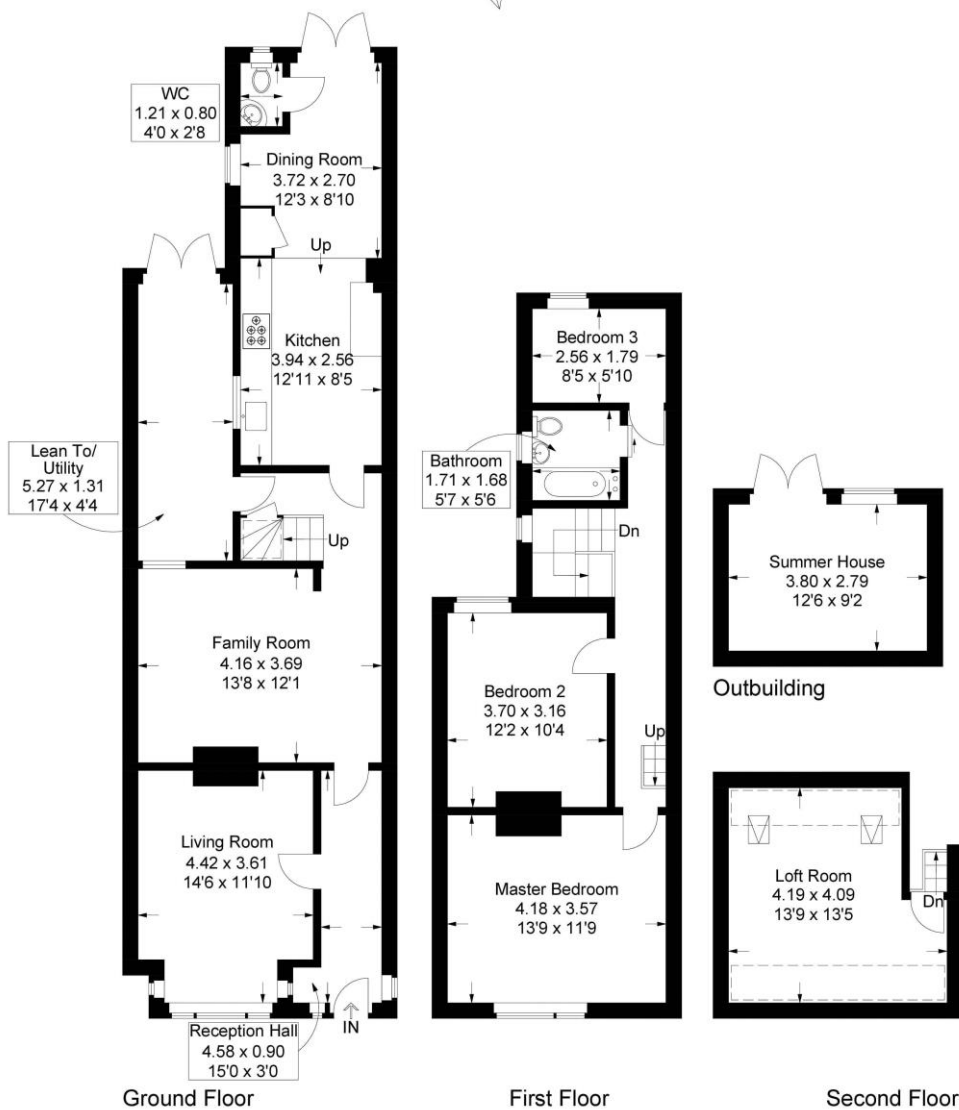 WC
1.21 x 0.80
4'0 x 2'8
Dining Room
3.72 x 2.70
12'3 x 8'10
Up
Kitchen
3.94 x 2.56
12'11 x 8'5
Lean To/
Utility
5.27 x 1.31
17'4 x 4'4
Up
Family Room
4.16 x 3.69
13'8 x 12'1
Living Room
4.42 x 3.61
14'6 x 11'10
Reception Hall
4.58 x 0.90
15'0 x 3'0
IN
Ground Floor
Bedroom 3
2.56 x 1.79
8'5 x 5'10
Bathroom
1.71 x 1.68
5'7 x 5'6
Dn
Bedroom 2
3.70 x 3.16
12'2 x 10'4
Up
Master Bedroom
4.18 x 3.57
13'9 x 11'9
First Floor
Summer House
3.80 x 2.79
12'6 x 9'2
Outbuilding
Loft Room
4.19 x 4.09
13'9 x 13'5
Dn
Second Floor